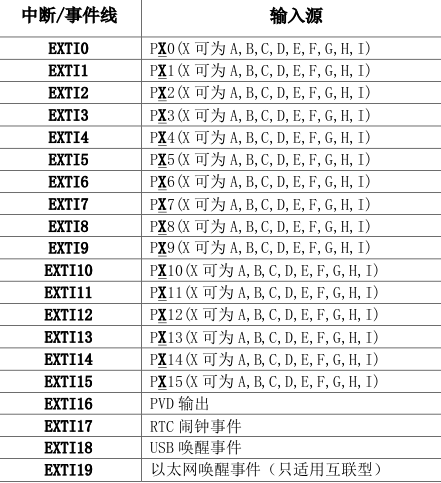 中断/事件线 输入源
EXTI0 PX0(X 可为 A,B,C,D,E,F,G,H,I)
EXTI1 PX1(X 可为 A,B,C,D,E,F,G,H,I)
EXTI2 PX2(X 可为 A,B,C,D,E,F,G,H,I)
EXTI3 PX3(X 可为 A,B,C,D,E,F,G,H,I)
EXTI4 PX4(X 可为 A,B,C,D,E,F,G,H,I)
EXTI5 PX5(X 可为 A,B,C,D,E,F,G,H,I)
EXTI6 PX6(X 可为 A,B,C,D,E,F,G,H,I)
EXTI7 PX7(X 可为 A,B,C,D,E,F,G,H,I)
EXTI8 PX8(X 可为 A,B,C,D,E,F,G,H,I)
EXTI9 PX9(X 可为 A,B,C,D,E,F,G,H,I)
EXTI10 PX10(X 可为 A,B,C,D,E,F,G,H,I)
EXTI11 PX11(X 可为 A,B,C,D,E,F,G,H,I)
EXTI12 PX12(X 可为 A,B,C,D,E,F,G,H,I)
EXTI13 PX13(X 可为 A,B,C,D,E,F,G,H,I)
EXTI14 PX14(X 可为 A,B,C,D,E,F,G,H,I)
EXTI15 PX15(X 可为 A,B,C,D,E,F,G,H,I)
EXTI16 PVD 输出
EXTI17 RTC 闹钟事件
EXTI18 USB 唤醒事件
EXTI19 以太网唤醒事件（只适用互联型）